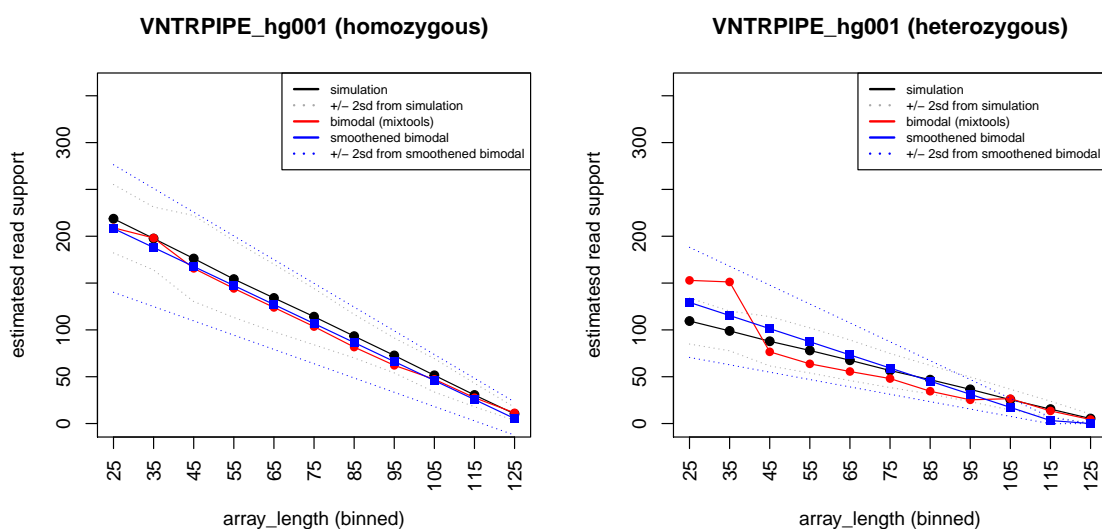 VNTRPIPE_hg001 (homozygous)
simulation
+/− 2sd from simulation
bimodal (mixtools)
smoothened bimodal
+/− 2sd from smoothened bimodal
estimatesd read support
0
50
100
200
300
25
35
45
55
65
75
85
95
105
115
125
array_length (binned)
VNTRPIPE_hg001 (heterozygous)
simulation
+/− 2sd from simulation
bimodal (mixtools)
smoothened bimodal
+/− 2sd from smoothened bimodal
estimatesd read support
0
50
100
200
300
25
35
45
55
65
75
85
95
105
115
125
array_length (binned)